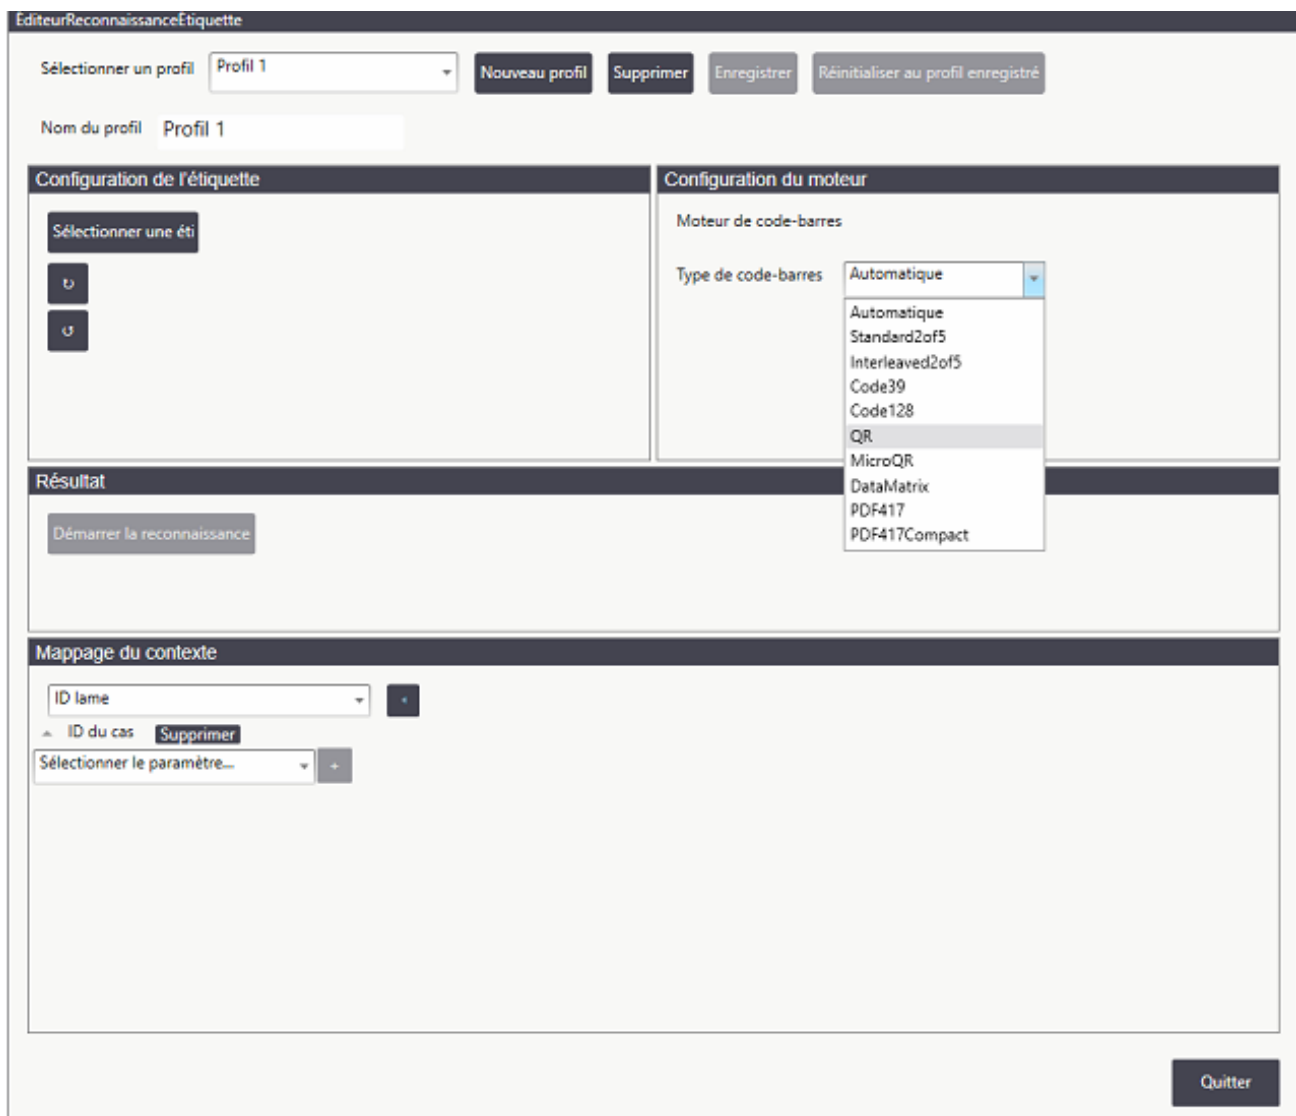 ÉditeurReconnaissanceÉtiquette
Sélectionner un profil Profil 1 Nouveau profil Supprimer Enregistrer Réinitialiser au profil enregistré
Nom du profil Profil 1
Configuration de l'étiquette
Sélectionner une éti
Configuration du moteur
Moteur de code-barres
Type de code-barres Automatique
Automatique
Standard2of5
Interleaved2of5
Code39
Code128
QR
MicroQR
DataMatrix
PDF417
PDF417Compact
Résultat
Démarrer la reconnaissance
Mappage du contexte
ID lame
ID du cas Supprimer
Sélectionner le paramètre... +
Quitter